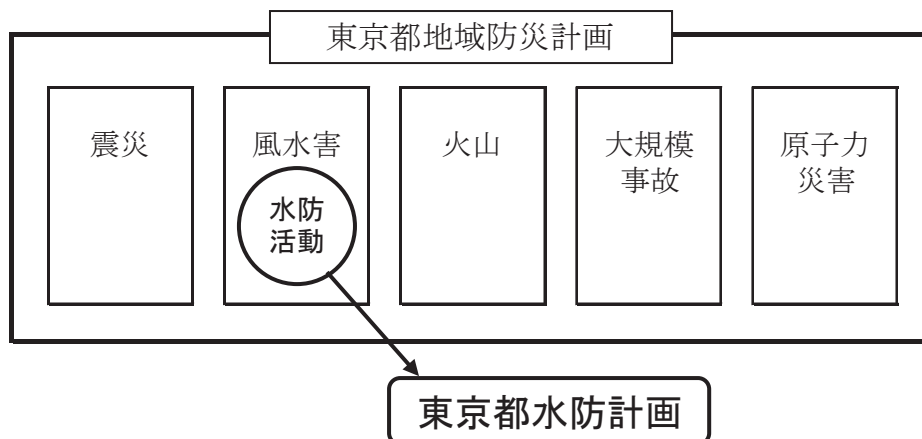 東京都地域防災計画
震災
風水害
水防
活動
火山
大規模
事故
原子力
災害
東京都水防計画